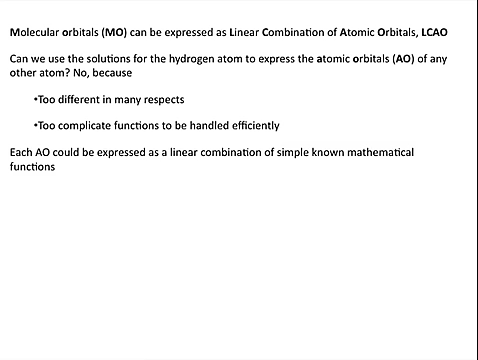 Molecular orbitals (MO) can be expressed as Linear Combination of Atomic Orbitals, LCAO
Can we use the solutions for the hydrogen atom to express the atomic orbitals (AO) of any
other atom? No, because
•Too different in many respects
•Too complicate functions to be handled efficiently
Each AO could be expressed as a linear combination of simple known mathematical
functions